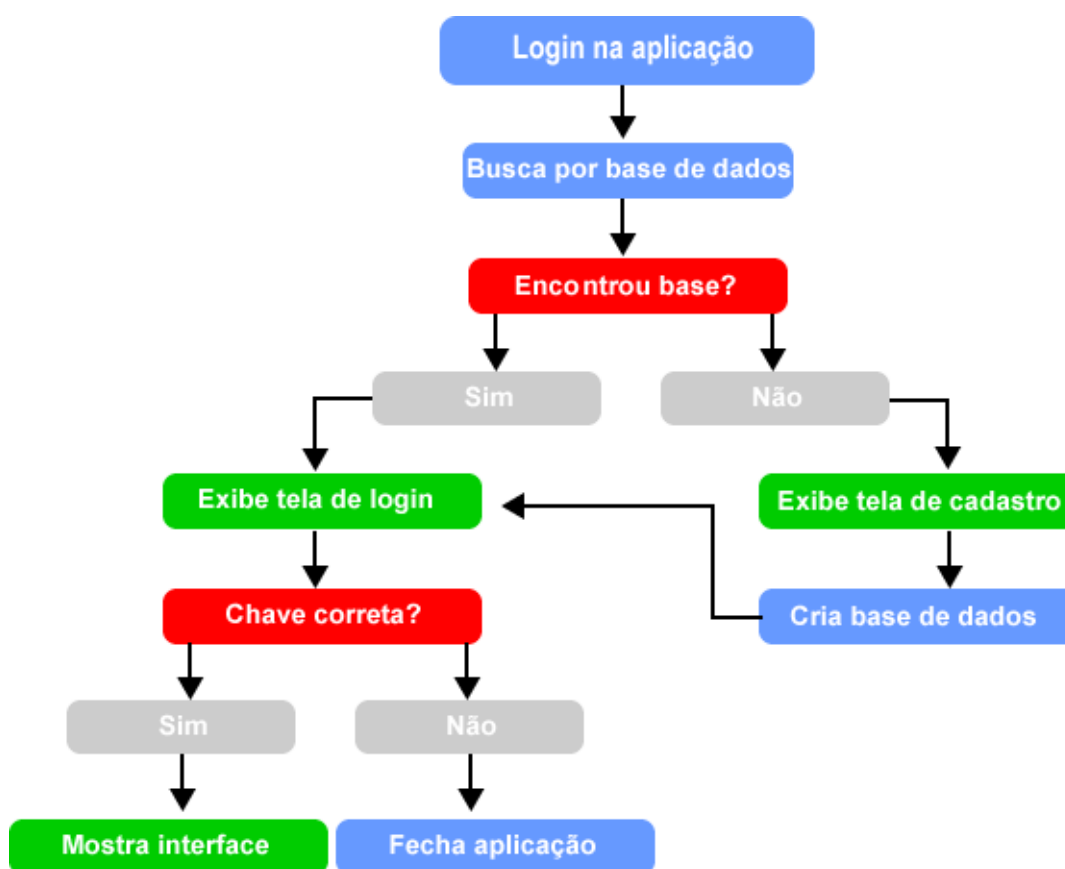 Login na aplicação
Busca por base de dados
Encontrou base?
Sim
Não
Exibe tela de login
Exibe tela de cadastro
Chave correta?
Cria base de dados
Sim
Não
Mostra interface
Fecha aplicação